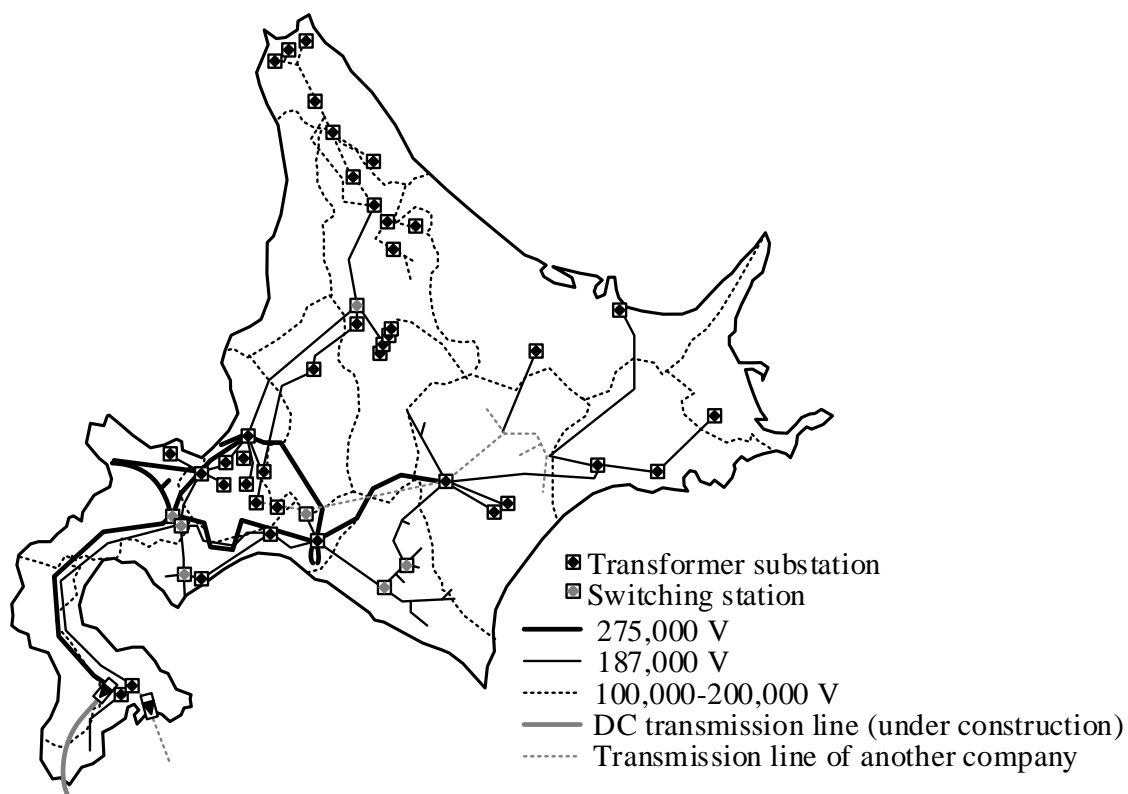 Transformer substation
Switching station
275,000 V
187,000 V
100,000-200,000 V
DC transmission line (under construction)
Transmission line of another company